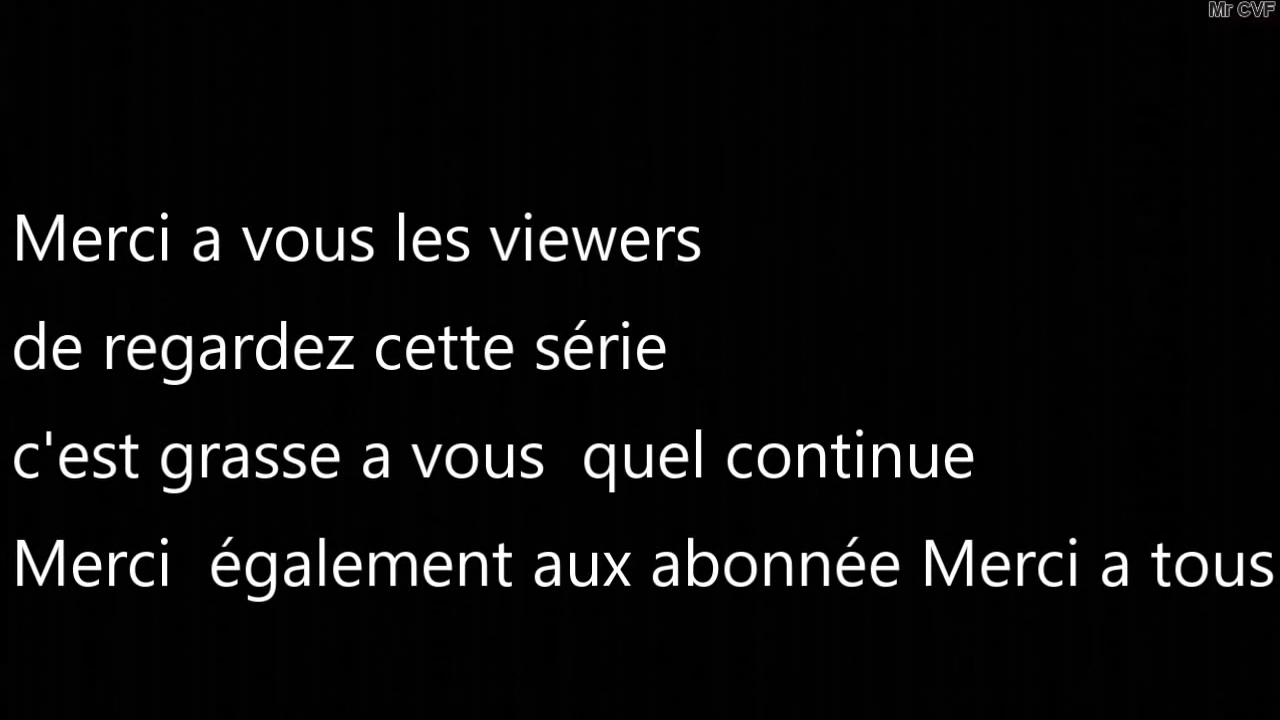 Mr CVF
Merci a vous les viewers
de regardez cette série
c'est grasse a vous  quel continue
Merci  également aux abonnée Merci a tous